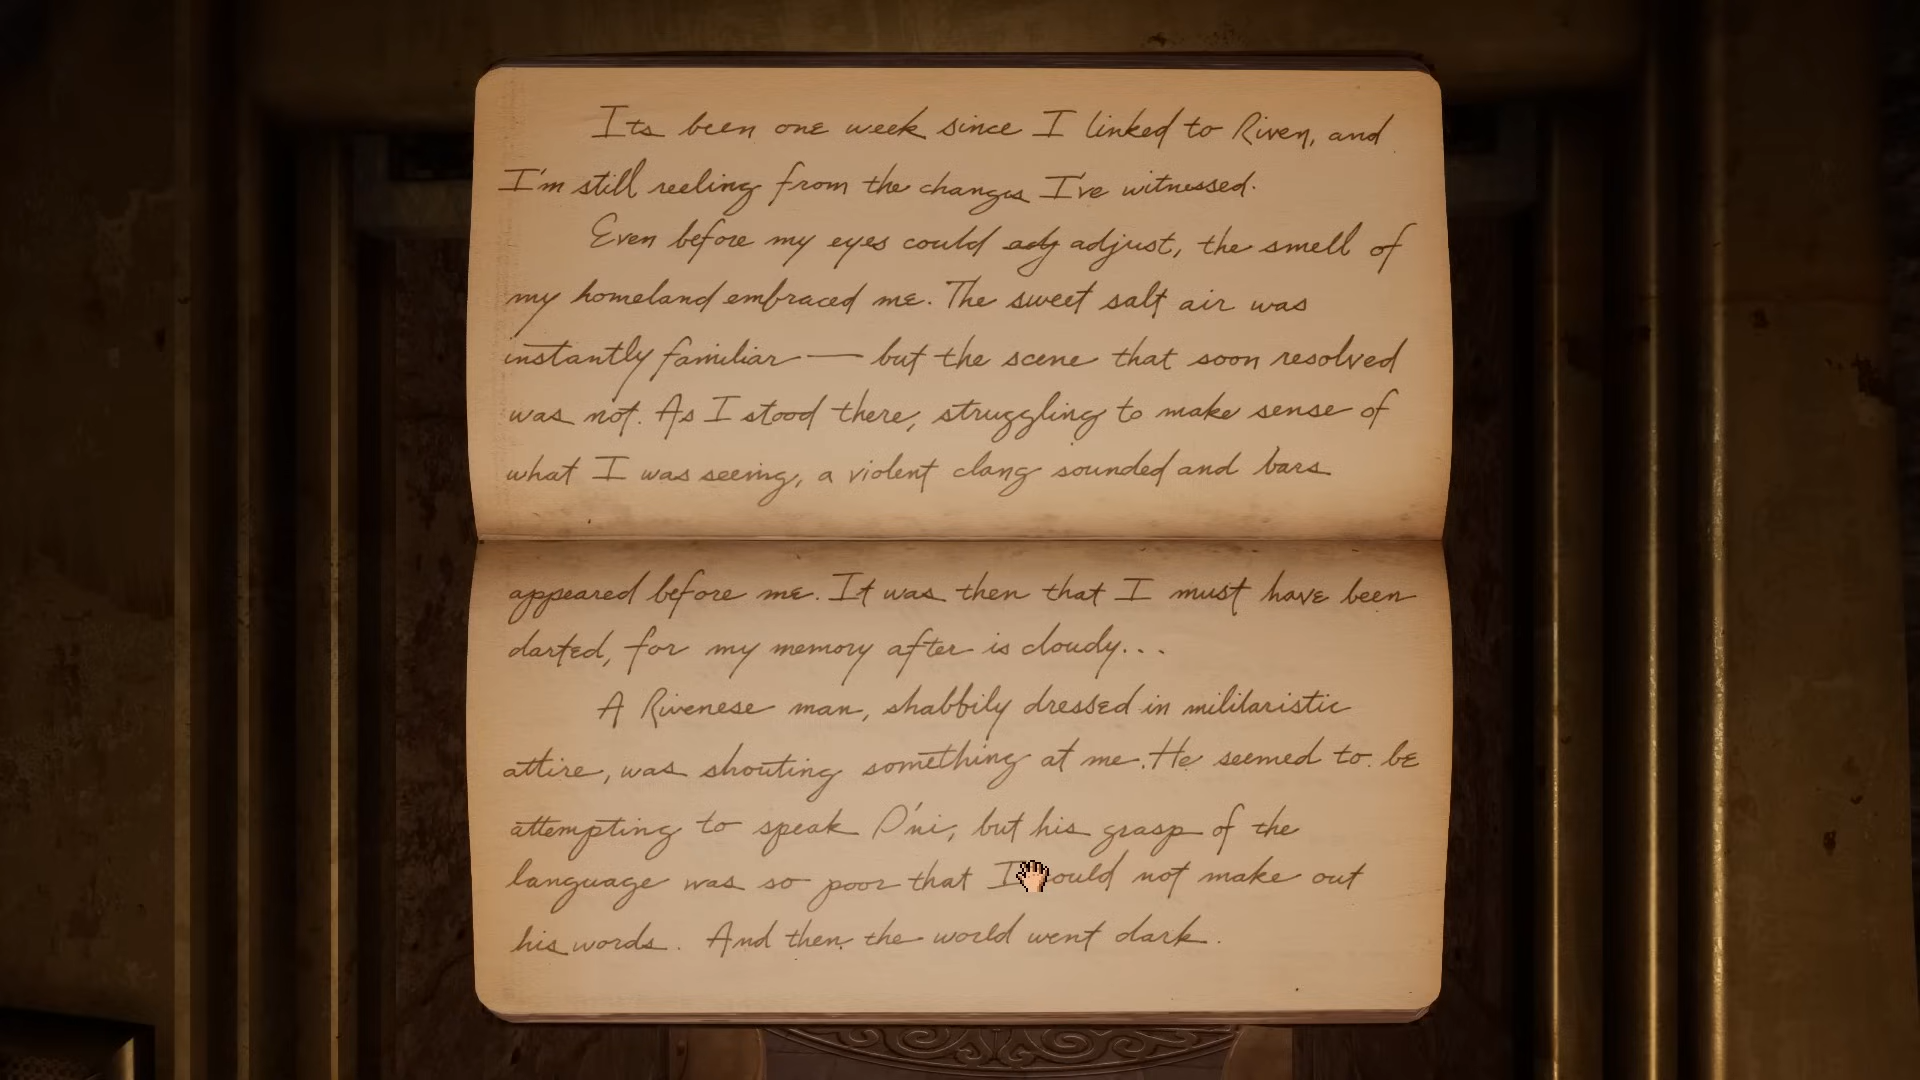 Its been one week since I linked to Riven, and
I'm still reeling from the changes I've witnessed.
Even before my eyes could adj adjust, the smell of
my homeland embraced me. The sweet salt air was
instantly familiar — but the scene that soon resolved
was not. As I stood there, struggling to make sense of
what I was seeing, a violent clang sounded and bars
appeared before me. It was then that I must have been
darted, for my memory after is cloudy...
A Rivenese man, shabbily dressed in militaristic
attire, was shouting something at me. He seemed to be
attempting to speak D'ni, but his grasp of the
language was so poor that I could not make out
his words. And then the world went dark.